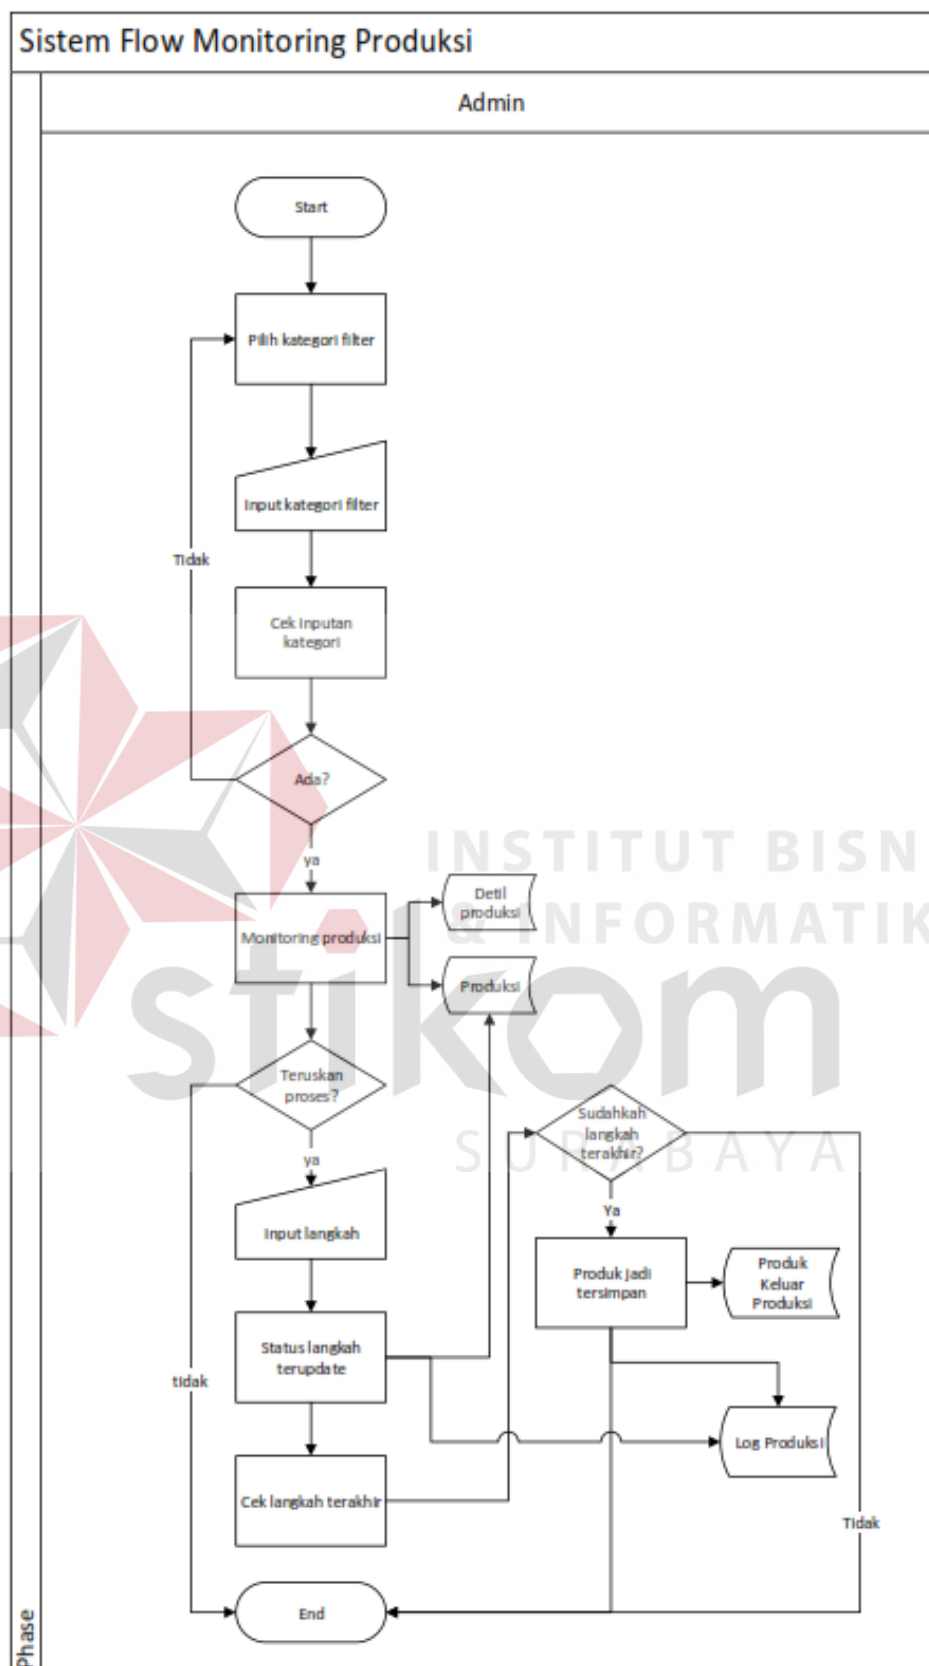 Sistem Flow Monitoring Produksi
Admin
Start
Pilih kategori filter
Input kategori filter
Tidak
Cek inputan
kategori
Ada?
ya
INSTITUT BISN
Detil
produksi
& INFORMATIK
Monitoring produksi
Produksi
stikom
Teruskan
proses?
Sudahkah
langkah
terakhir?
SURABAYA
ya
Ya
Input langkah
Produk jadi
tersimpan
Produk
Keluar
Produksi
Status langkah
terupdate
tidak
Log Produksi
Cek langkah terakhir
Tidak
End
Phase